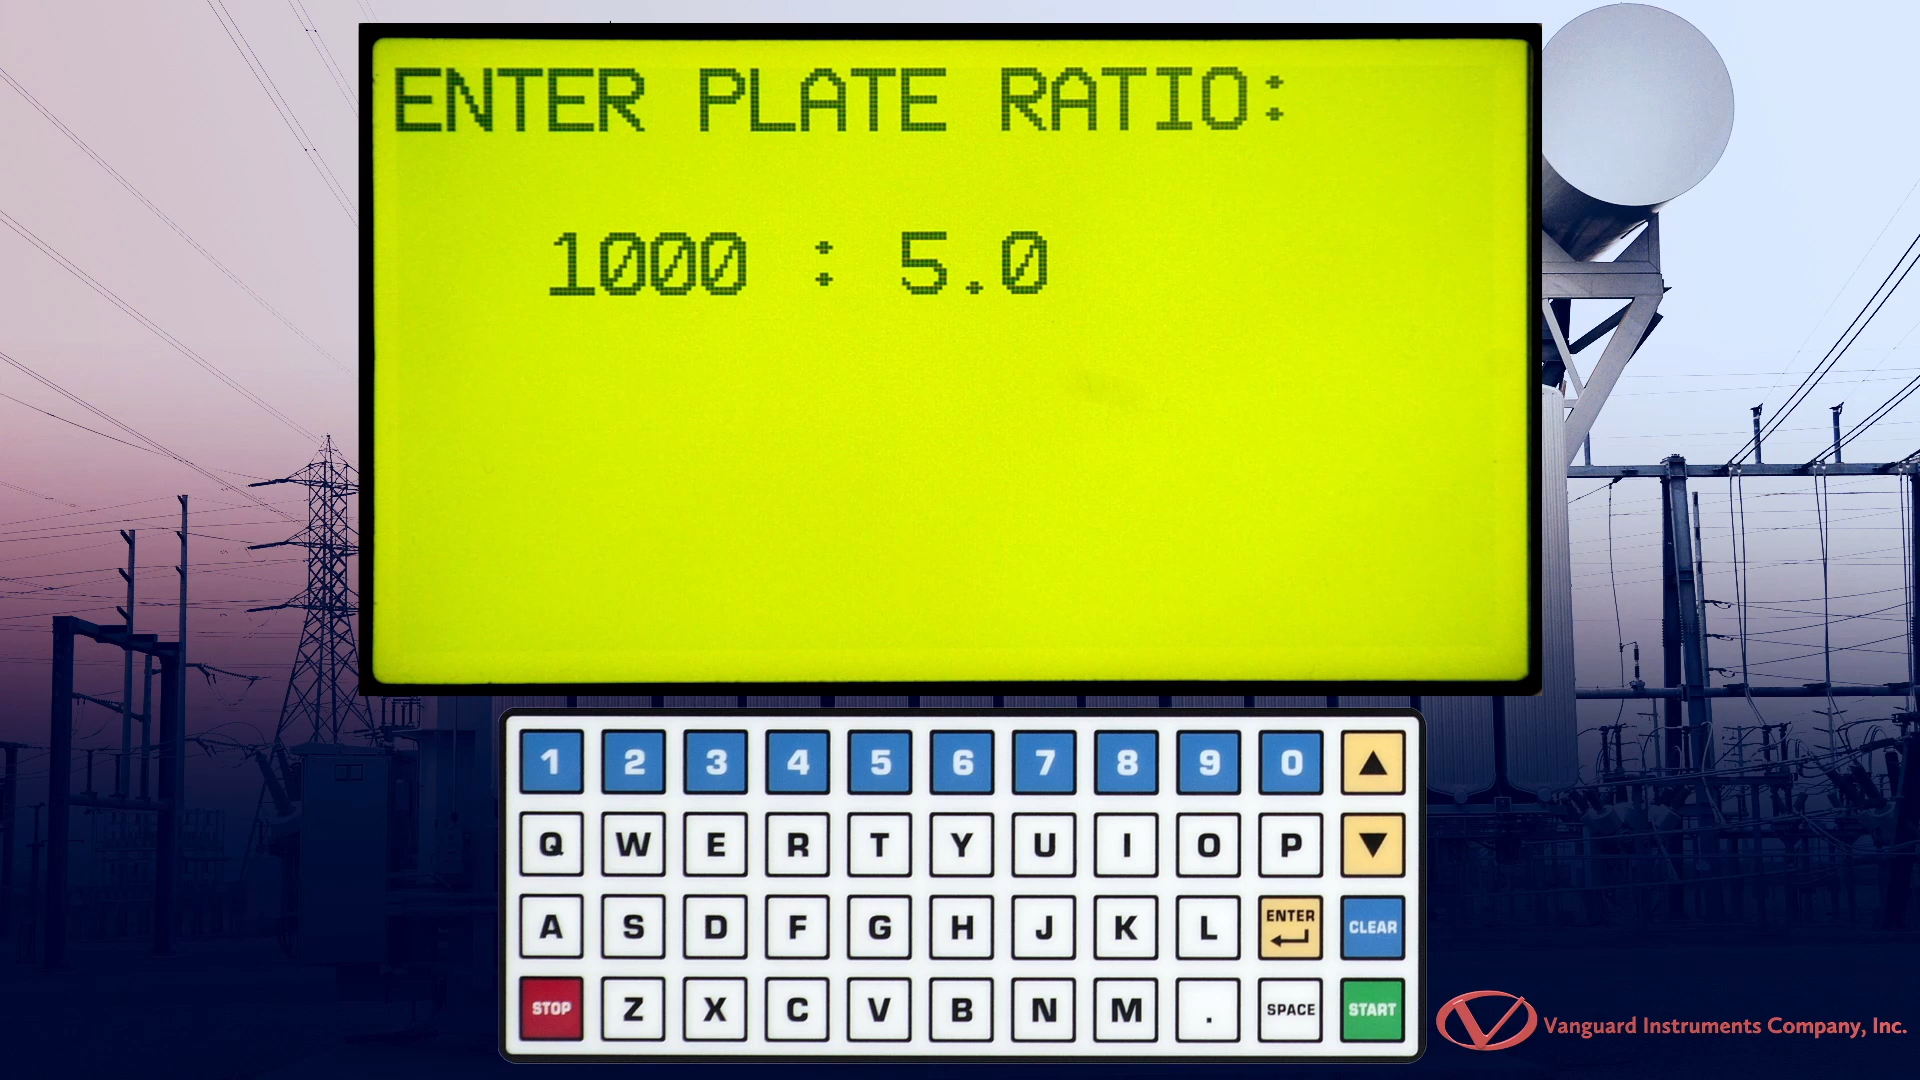 ENTER PLATE RATIO:
1000 : 5.0
1 2 3 4 5 6 7 8 9 0 ▲
Q W E R T Y U I O P ▼
A S D F G H J K L ENTER CLEAR
STOP Z X C V B N M . SPACE START
Vanguard Instruments Company, Inc.